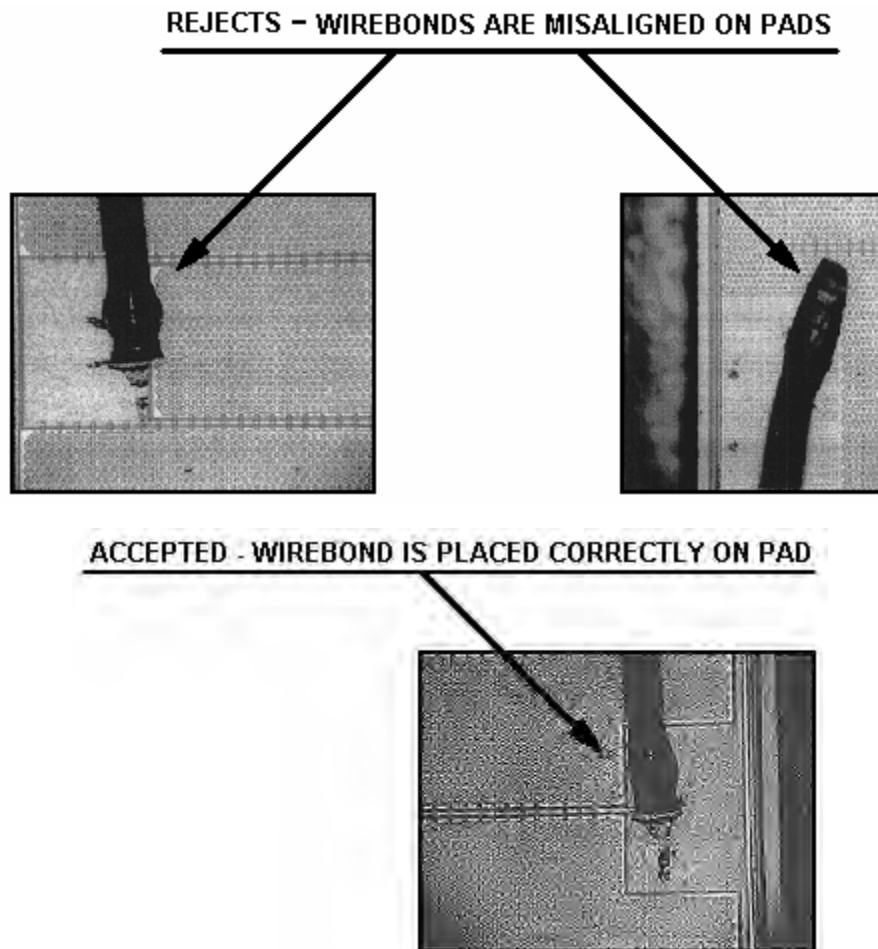 REJECTS – WIREBONDS ARE MISALIGNED ON PADS
ACCEPTED - WIREBOND IS PLACED CORRECTLY ON PAD